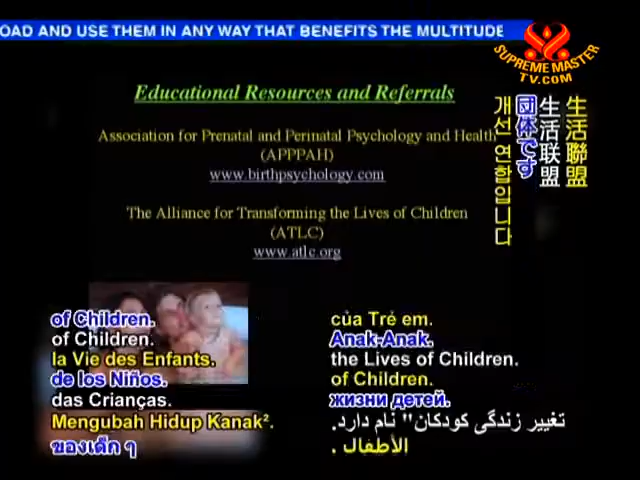 OAD AND USE THEM IN ANY WAY THAT BENEFITS THE MULTITUDE
SUPREME MASTER
TV.COM
Educational Resources and Referrals
Association for Prenatal and Perinatal Psychology and Health
(APPPAH)
www.birthpsychology.com
The Alliance for Transforming the Lives of Children
(ATLC)
www.atlc.org
生活聯盟
生活联盟
団体です
개선 연합입니다
of Children.
of Children.
la Vie des Enfants.
de los Niños.
das Crianças.
Mengubah Hidup Kanak².
ของเด็ก ๆ
của Trẻ em.
Anak-Anak.
the Lives of Children.
of Children.
жизни детей.
تغییر زندگی کودکان" نام دارد.
الأطفال .